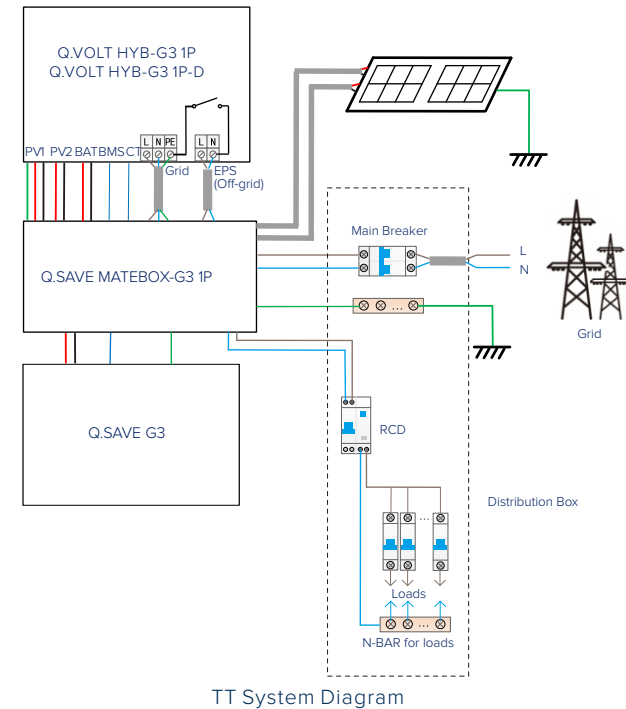 Q.VOLT HYB-G3 1P
Q.VOLT HYB-G3 1P-D
L N PE
L N
PV1 PV2 BAT BMS CT
Grid
EPS
(Off-grid)
Q.SAVE MATEBOX-G3 1P
Main Breaker
L
N
...
Grid
Q.SAVE G3
RCD
Distribution Box
...
Loads
...
N-BAR for loads
TT System Diagram